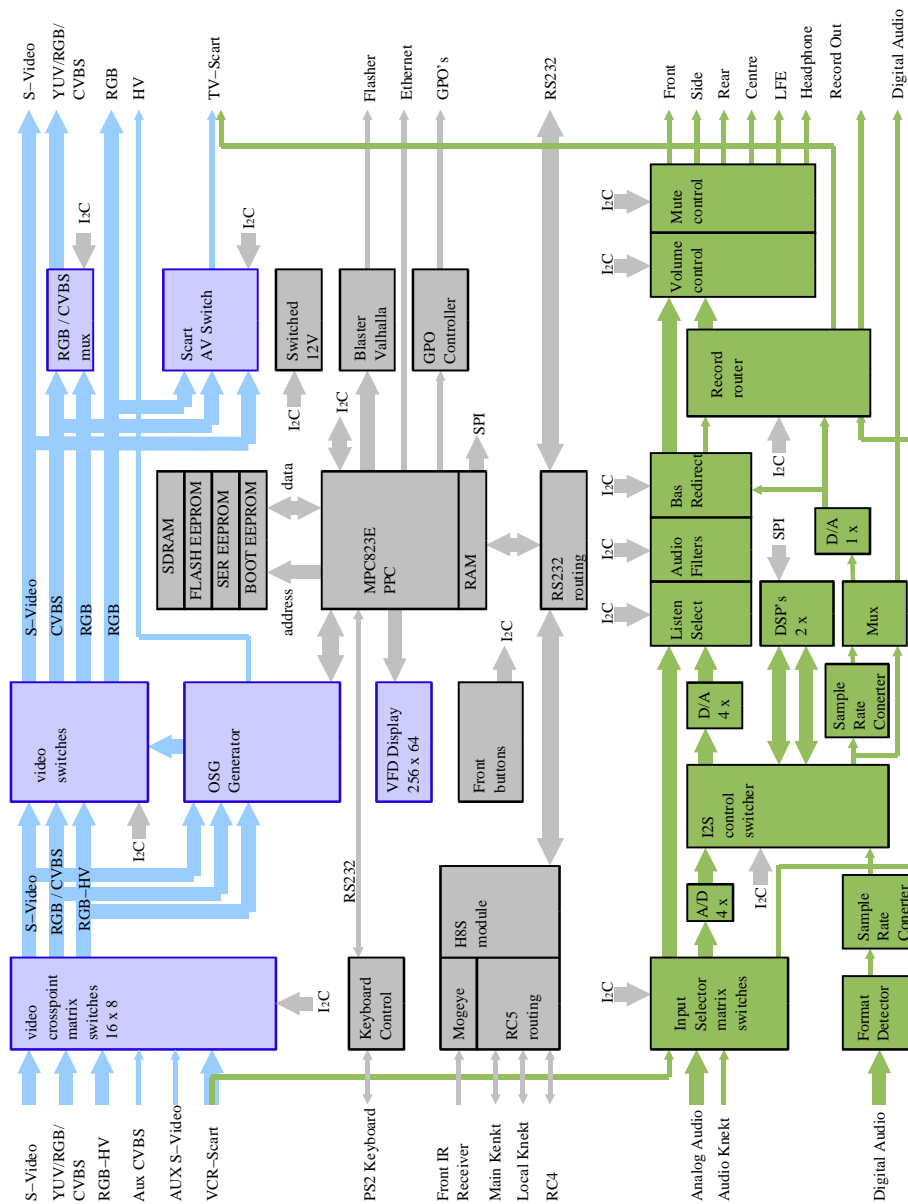 S-Video
YUV/RGB/
CVBS
RGB
HV
TV-Scart
Flasher
Ethernet
GPO's
RS232
Front
Side
Rear
Centre
LFE
Headphone
Record Out
Digital Audio
I2C
I2C
I2C
I2C
RGB / CVBS
mux
Scart
AV Switch
Switched
12V
Blaster
Valhalla
GPO
Controller
Volume control
Mute control
Record
router
I2C
I2C
SPI
I2C
I2C
I2C
I2C
SDRAM
FLASH EEPROM
SER EEPROM
BOOT EEPROM
data
address
MPC823E
PPC
RAM
RS232
routing
Listen
Select
Audio
Filters
Bas
Redirect
SPI
DSP's
2 x
D/A
1 x
Mux
S-Video
CVBS
RGB
RGB
I2C
video
switches
OSG
Generator
VFD Display
256 x 64
Front
buttons
D/A
4 x
Sample
Rate
Conerter
I2S
control
switcher
I2C
S-Video
RGB / CVBS
RGB-HV
RS232
I2C
A/D
4 x
Sample
Rate
Conerter
I2C
I2C
video
crosspoint
matrix
switches
16 x 8
Keyboard
Control
Mogeye
H8S
module
RC5
routing
Input
Selector
matrix
switches
Format
Detector
S-Video
YUV/RGB/
CVBS
RGB-HV
Aux CVBS
AUX S-Video
VCR-Scart
PS2 Keyboard
Front IR
Receiver
Main Kenkt
Local Knekt
RC4
Analog Audio
Audio Knekt
Digital Audio